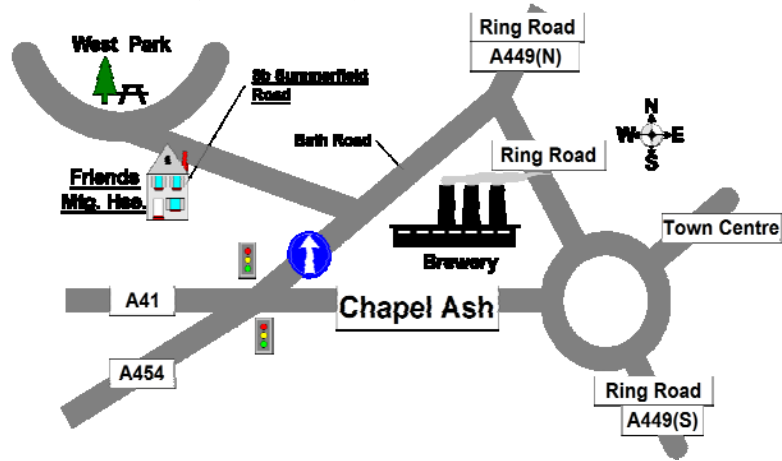 Ring Road
A449(N)
West Park
5b Summerfield
Road
Bath Road
N
W E
S
Ring Road
Friends
Mtg. Hse.
Town Centre
Brewery
A41
Chapel Ash
A454
Ring Road
A449(S)